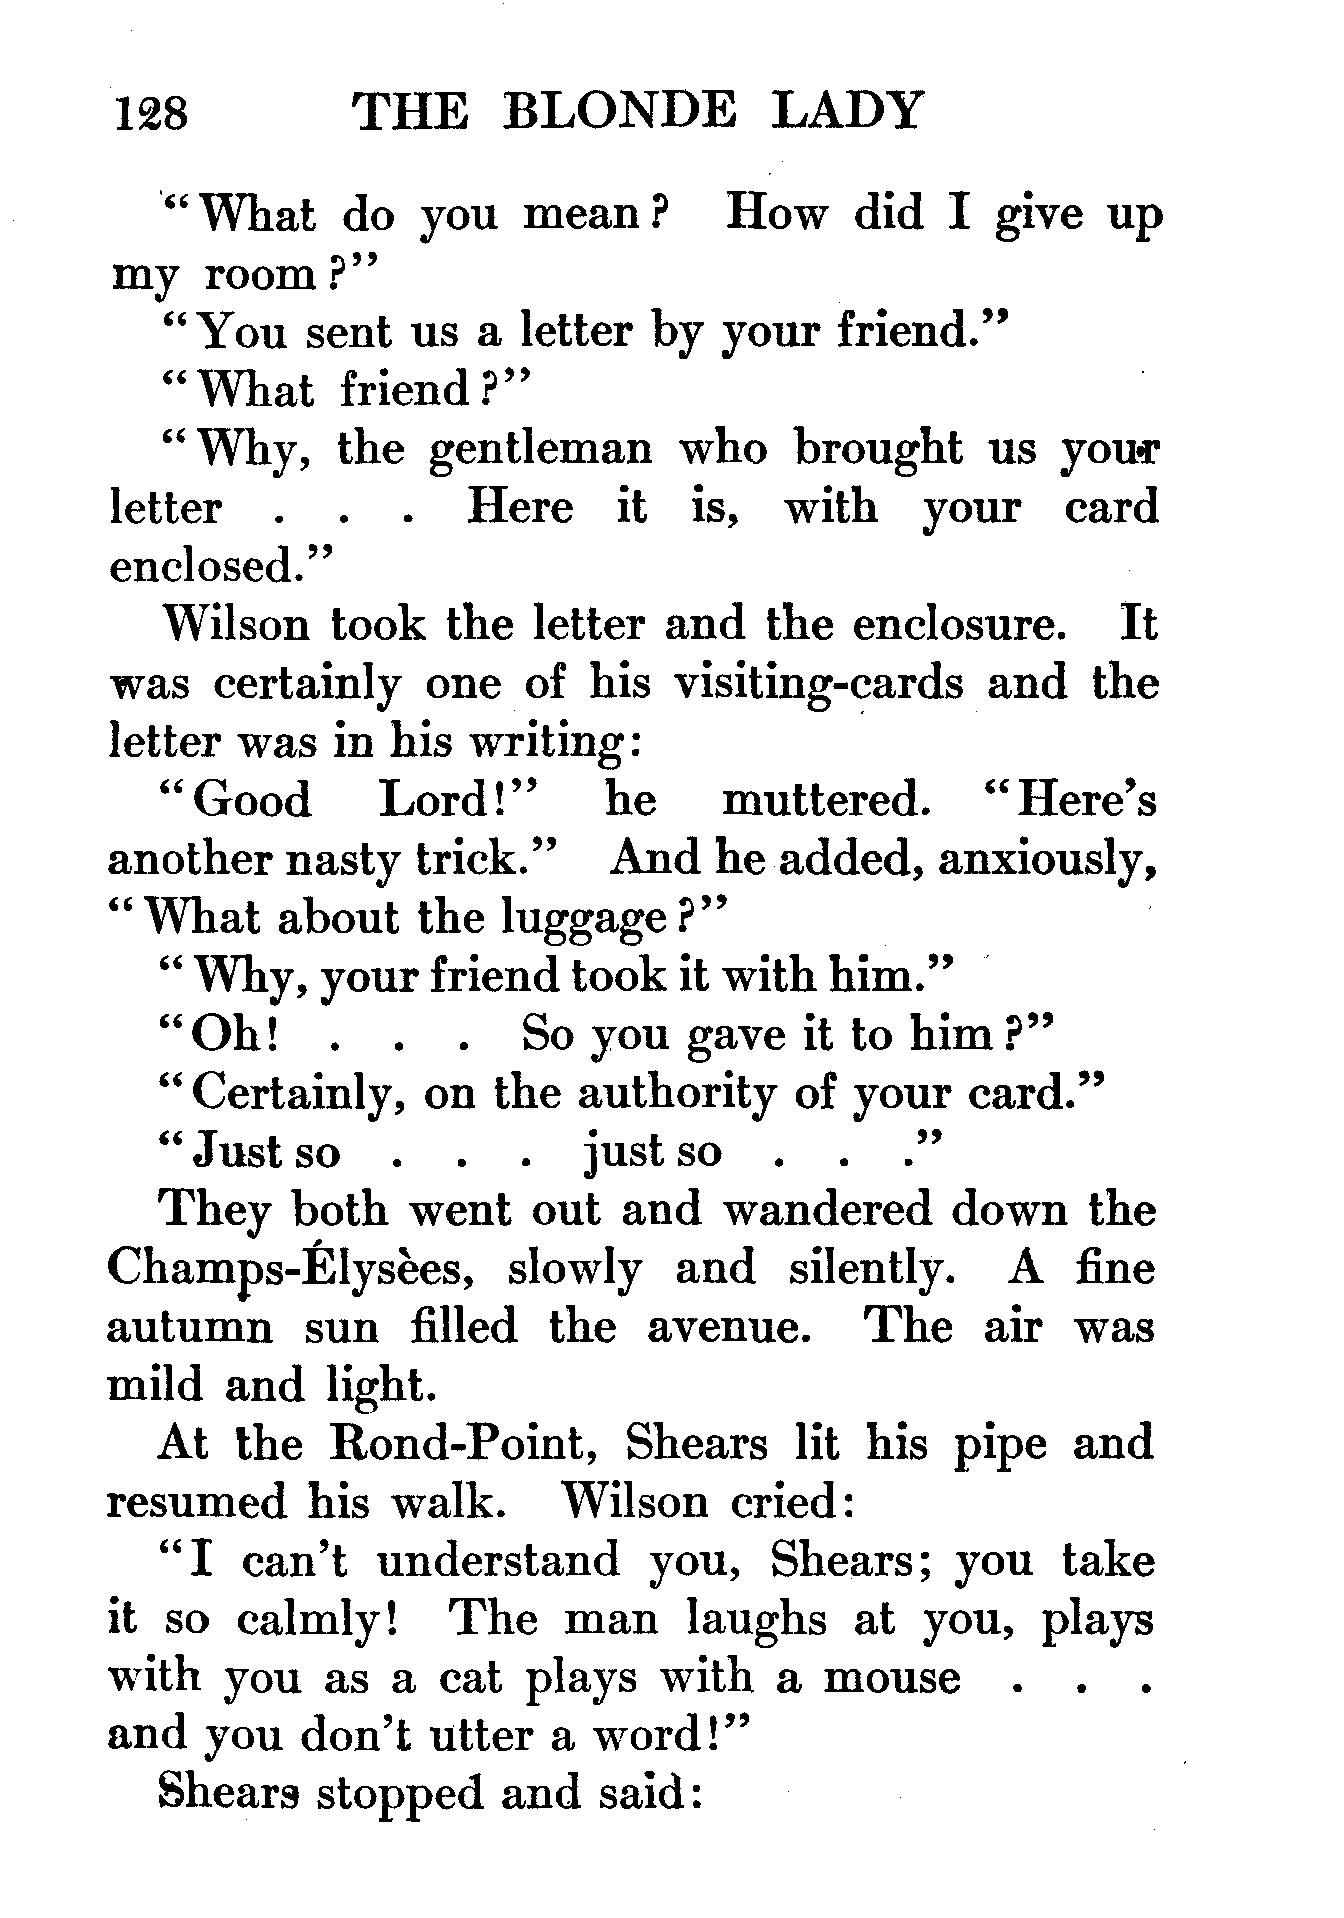 128 THE BLONDE LADY
“What do you mean? How did I give up
my room?”
“You sent us a letter by your friend.”
“What friend?”
“Why, the gentleman who brought us your
letter . . . Here it is, with your card
enclosed.”
Wilson took the letter and the enclosure. It
was certainly one of his visiting-cards and the
letter was in his writing:
“Good Lord!” he muttered. “Here’s
another nasty trick.” And he added, anxiously,
“What about the luggage?”
“Why, your friend took it with him.”
“Oh! . . . So you gave it to him?”
“Certainly, on the authority of your card.”
“Just so . . . just so . . .”
They both went out and wandered down the
Champs-Élysèes, slowly and silently. A fine
autumn sun filled the avenue. The air was
mild and light.
At the Rond-Point, Shears lit his pipe and
resumed his walk. Wilson cried:
“I can’t understand you, Shears; you take
it so calmly! The man laughs at you, plays
with you as a cat plays with a mouse . . .
and you don’t utter a word!”
Shears stopped and said: